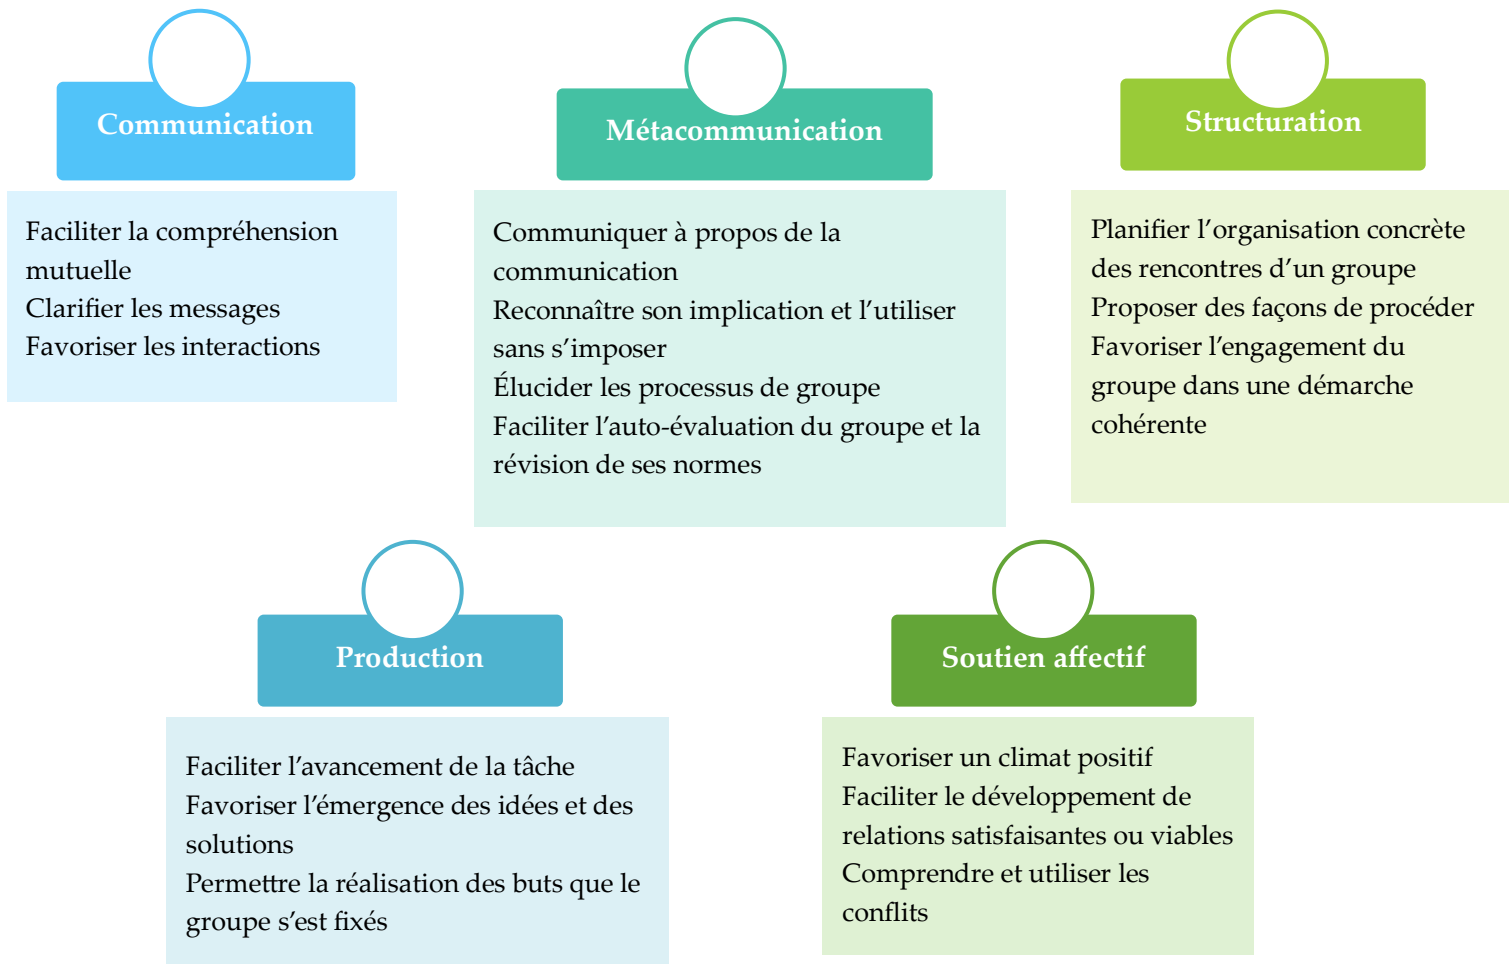 Communication
Faciliter la compréhension
mutuelle
Clarifier les messages
Favoriser les interactions
Métacommunication
Communiquer à propos de la
communication
Reconnaître son implication et l’utiliser
sans s’imposer
Élucider les processus de groupe
Faciliter l’auto-évaluation du groupe et la
révision de ses normes
Structuration
Planifier l’organisation concrète
des rencontres d’un groupe
Proposer des façons de procéder
Favoriser l’engagement du
groupe dans une démarche
cohérente
Production
Faciliter l’avancement de la tâche
Favoriser l’émergence des idées et des
solutions
Permettre la réalisation des buts que le
groupe s’est fixés
Soutien affectif
Favoriser un climat positif
Faciliter le développement de
relations satisfaisantes ou viables
Comprendre et utiliser les
conflits